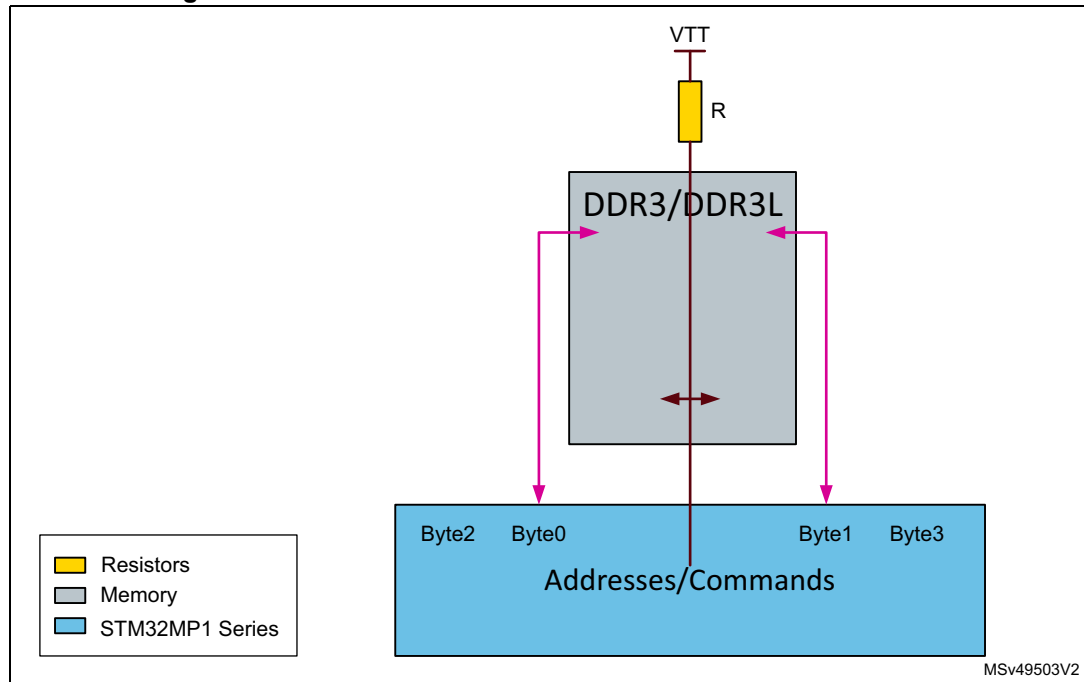 VTT
R
DDR3/DDR3L
Byte2 Byte0 Byte1 Byte3
Addresses/Commands
Resistors
Memory
STM32MP1 Series
MSv49503V2